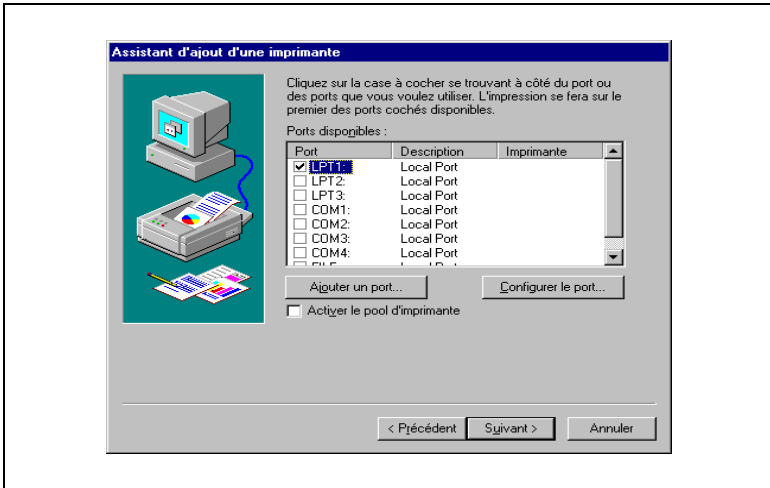 Assistant d'ajout d'une imprimante
Cliquez sur la case à cocher se trouvant à côté du port ou
des ports que vous voulez utiliser. L'impression se fera sur le
premier des ports cochés disponibles.
Ports disponibles :
Port Description Imprimante
LPT1: Local Port
LPT2: Local Port
LPT3: Local Port
COM1: Local Port
COM2: Local Port
COM3: Local Port
COM4: Local Port
Ajouter un port... Configurer le port...
Activer le pool d'imprimante
< Précédent Suivant > Annuler